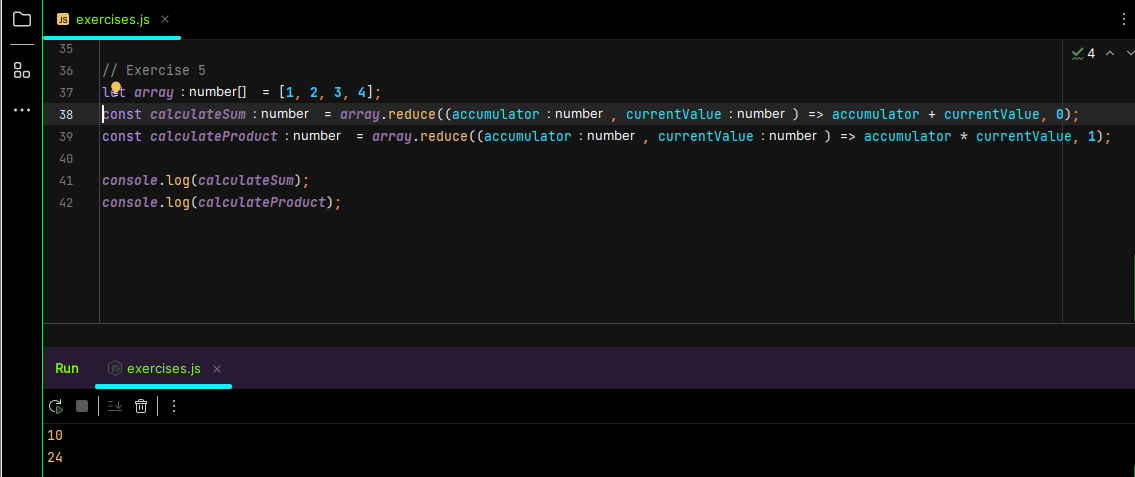 JS exercises.js ×
35
36 // Exercise 5 4
37 let array : number[] = [1, 2, 3, 4];
38 const calculateSum : number = array.reduce((accumulator : number , currentValue : number ) => accumulator + currentValue, 0);
39 const calculateProduct : number = array.reduce((accumulator : number , currentValue : number ) => accumulator * currentValue, 1);
40
41 console.log(calculateSum);
42 console.log(calculateProduct);
Run JS exercises.js ×
10
24